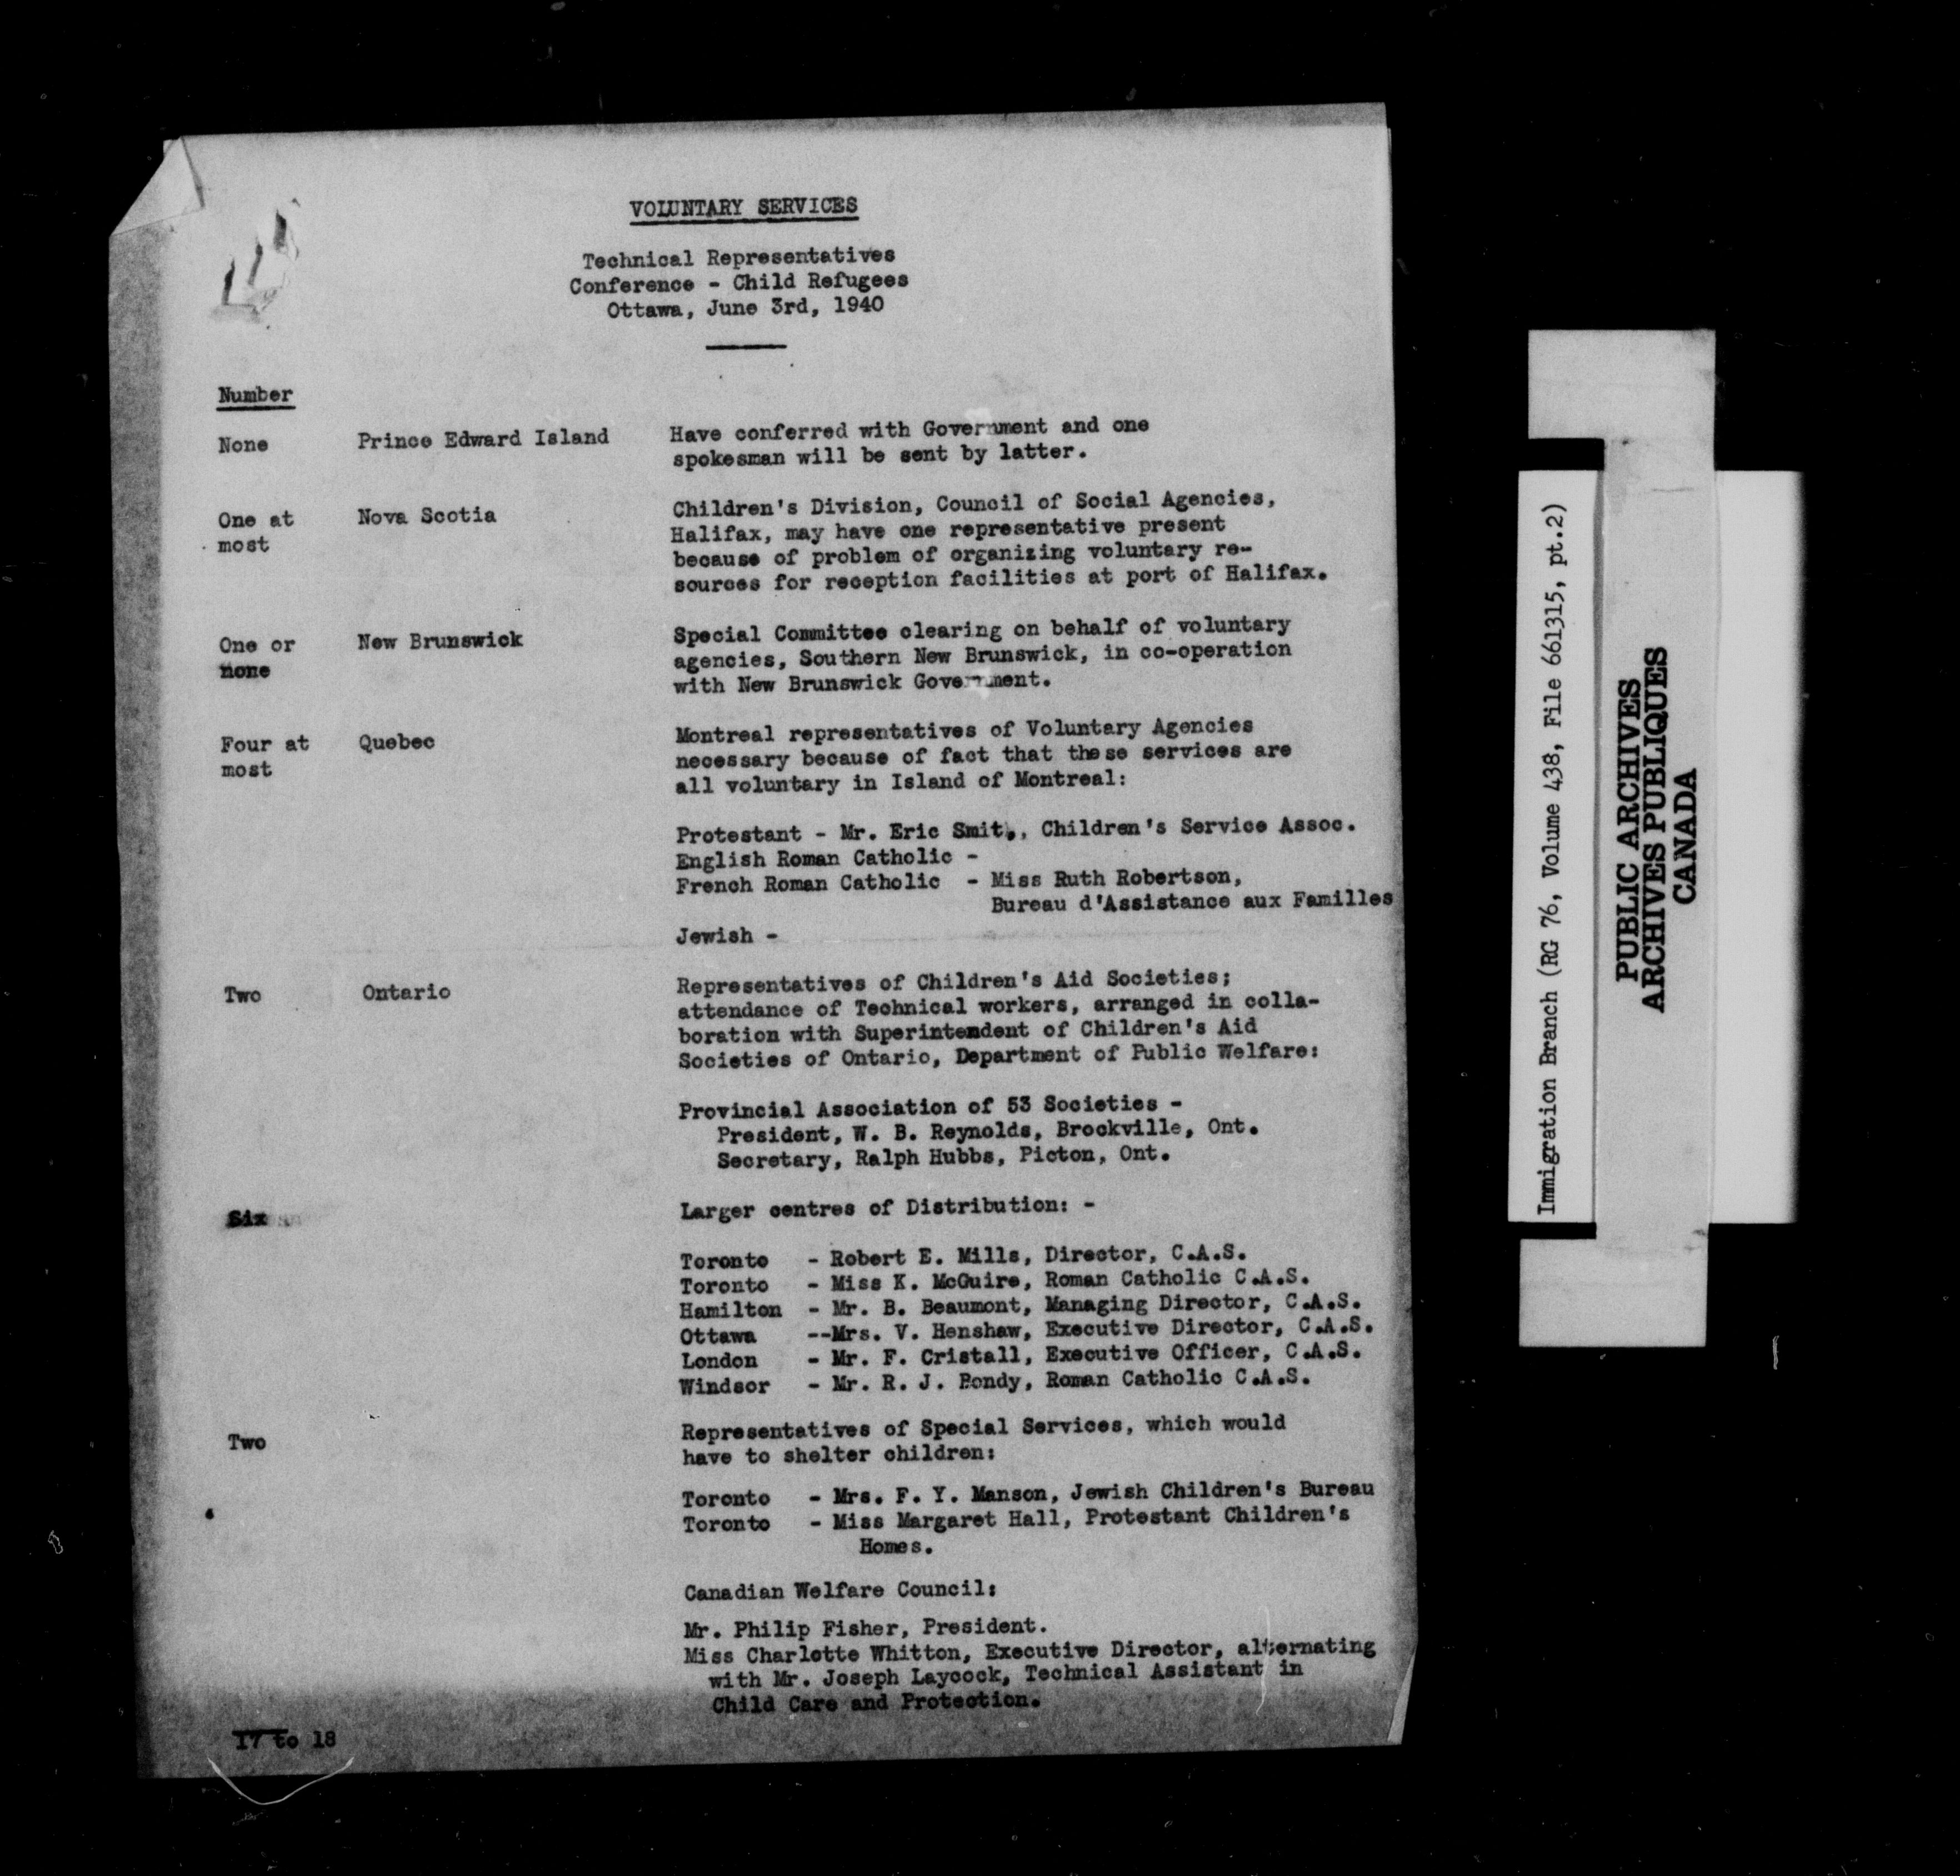 VOLUNTARY SERVICES
Technical Representatives
Conference - Child Refugees
Ottawa, June 3rd, 1940
Number
None Prince Edward Island Have conferred with Government and one
spokesman will be sent by latter.
One at Nova Scotia Children's Division, Council of Social Agencies,
most Halifax, may have one representative present
because of problem of organizing voluntary re-
sources for reception facilities at port of Halifax.
One or New Brunswick Special Committee clearing on behalf of voluntary
none agencies, Southern New Brunswick, in co-operation
with New Brunswick Government.
Four at Quebec Montreal representatives of Voluntary Agencies
most necessary because of fact that these services are
all voluntary in Island of Montreal:
Protestant - Mr. Eric Smit., Children's Service Assoc.
English Roman Catholic -
French Roman Catholic - Miss Ruth Robertson,
Bureau d'Assistance aux Familles
Jewish -
Two Ontario Representatives of Children's Aid Societies;
attendance of Technical workers, arranged in colla-
boration with Superintendent of Children's Aid
Societies of Ontario, Department of Public Welfare:
Provincial Association of 53 Societies -
President, W. B. Reynolds, Brockville, Ont.
Secretary, Ralph Hubbs, Picton, Ont.
Six Larger centres of Distribution: -
Toronto - Robert E. Mills, Director, C.A.S.
Toronto - Miss K. McGuire, Roman Catholic C.A.S.
Hamilton - Mr. B. Beaumont, Managing Director, C.A.S.
Ottawa --Mrs. V. Henshaw, Executive Director, C.A.S.
London - Mr. F. Cristall, Executive Officer, C.A.S.
Windsor - Mr. R. J. Bondy, Roman Catholic C.A.S.
Two Representatives of Special Services, which would
have to shelter children:
Toronto - Mrs. F. Y. Manson, Jewish Children's Bureau
Toronto - Miss Margaret Hall, Protestant Children's
Homes.
Canadian Welfare Council:
Mr. Philip Fisher, President.
Miss Charlotte Whitton, Executive Director, alternating
with Mr. Joseph Laycock, Technical Assistant in
Child Care and Protection.
17 to 18
Immigration Branch (RG 76, Volume 438, File 661315, pt.2)
PUBLIC ARCHIVES
ARCHIVES PUBLIQUES
CANADA